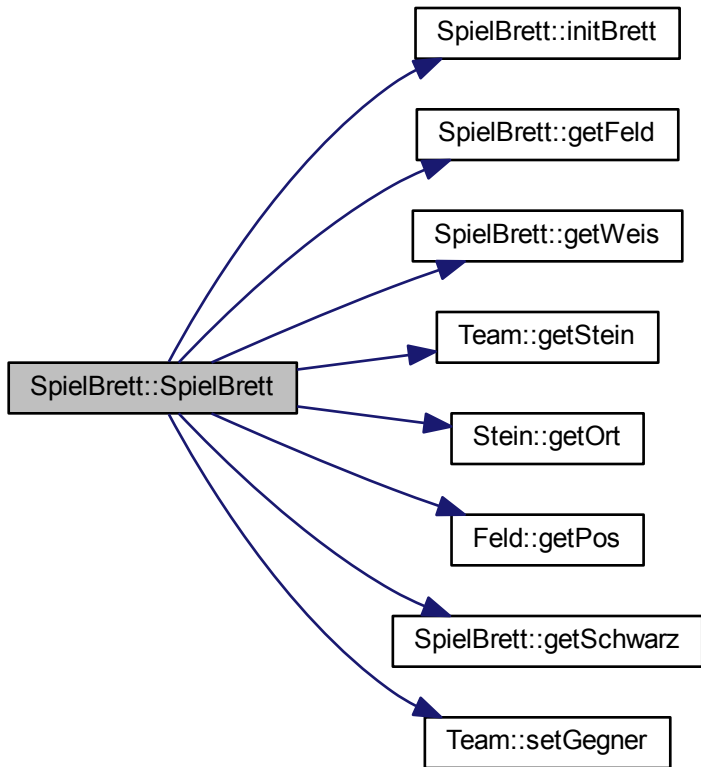 SpielBrett::initBrett
SpielBrett::getFeld
SpielBrett::getWeis
Team::getStein
SpielBrett::SpielBrett
Stein::getOrt
Feld::getPos
SpielBrett::getSchwarz
Team::setGegner